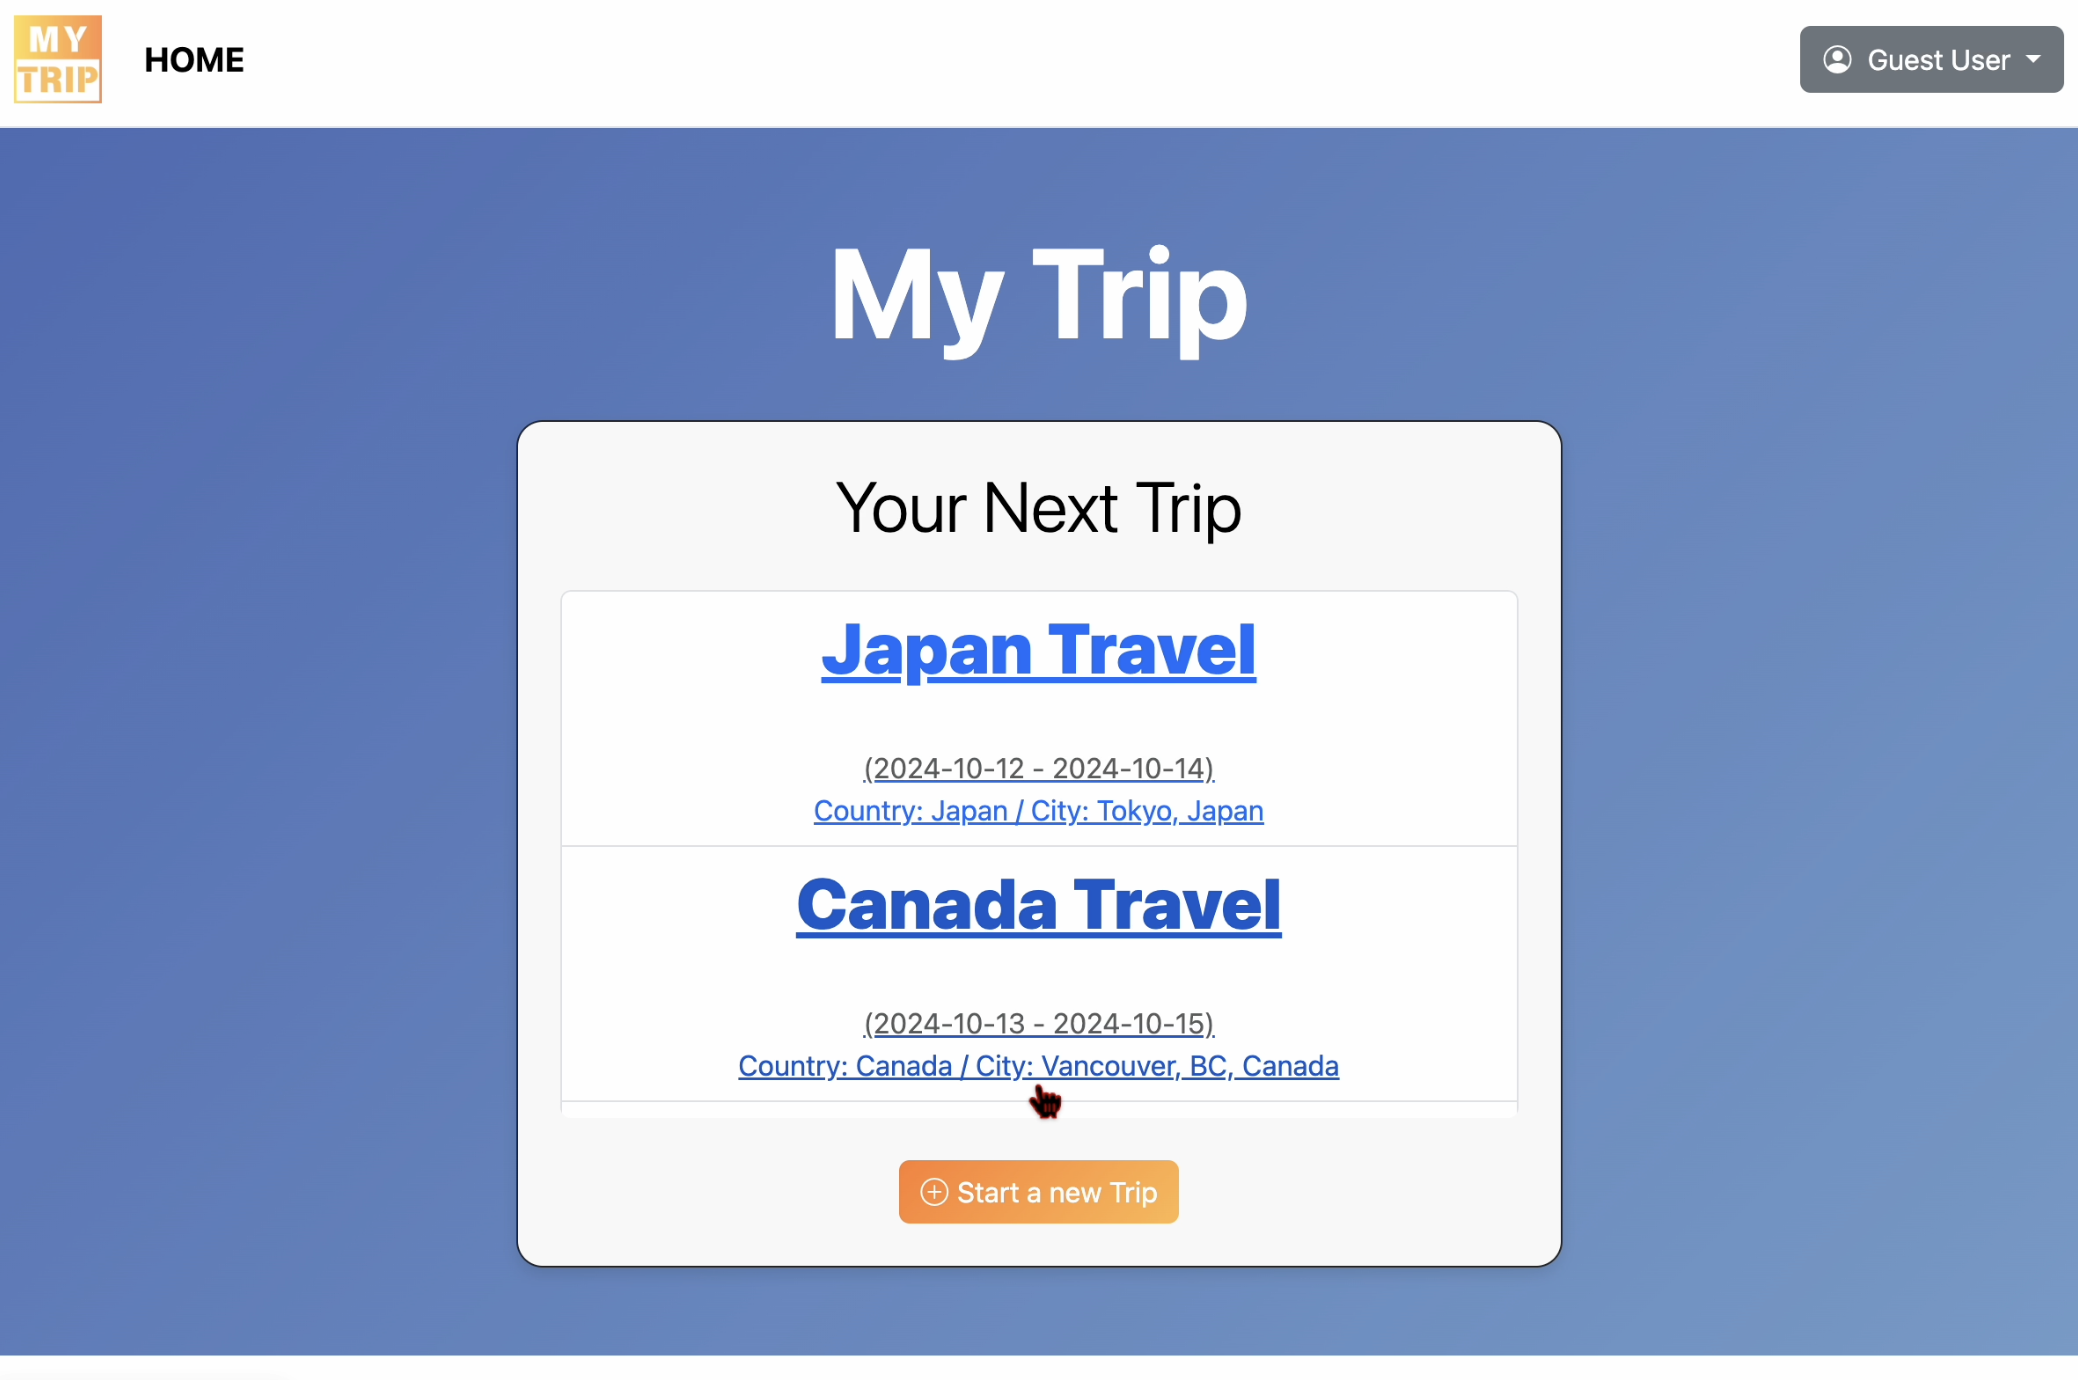 MY
TRIP
HOME
Guest User
My Trip
Your Next Trip
Japan Travel
(2024-10-12 - 2024-10-14)
Country: Japan / City: Tokyo, Japan
Canada Travel
(2024-10-13 - 2024-10-15)
Country: Canada / City: Vancouver, BC, Canada
Start a new Trip